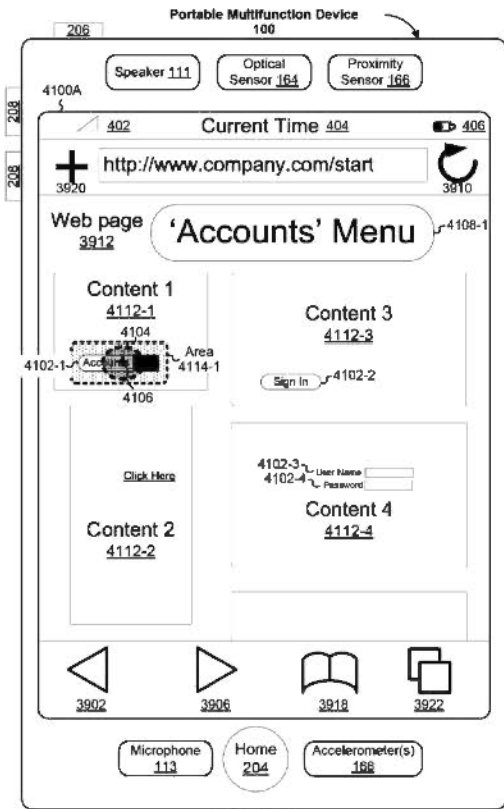 Portable Multifunction Device
100
206
Speaker 111
Optical
Sensor 164
Proximity
Sensor 166
4100A
208
402
Current Time 404
406
208
http://www.company.com/start
3920
3910
Web page
3912
'Accounts' Menu
4108-1
Content 1
4112-1
4104
4102-1
Area
4114-1
4106
Content 3
4112-3
Sign In
4102-2
Click Here
Content 2
4112-2
4102-3
User Name
4102-4
Password
Content 4
4112-4
3902
3906
3918
3922
Microphone
113
Home
204
Accelerometer(s)
168